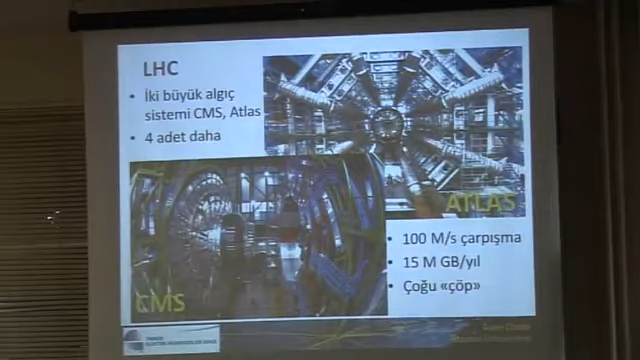 LHC
• İki büyük algıç
sistemi CMS, Atlas
• 4 adet daha
ATLAS
CMS
• 100 M/s çarpışma
• 15 M GB/yıl
• Çoğu «çöp»